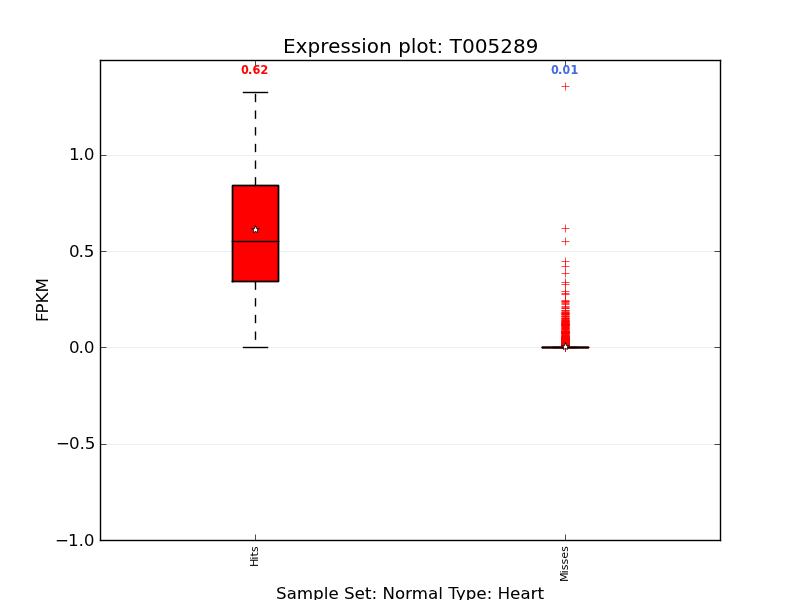 Expression plot: T005289
0.62
0.01
1.0
0.5
0.0
−0.5
−1.0
FPKM
Hits
Misses
Sample Set: Normal Type: Heart